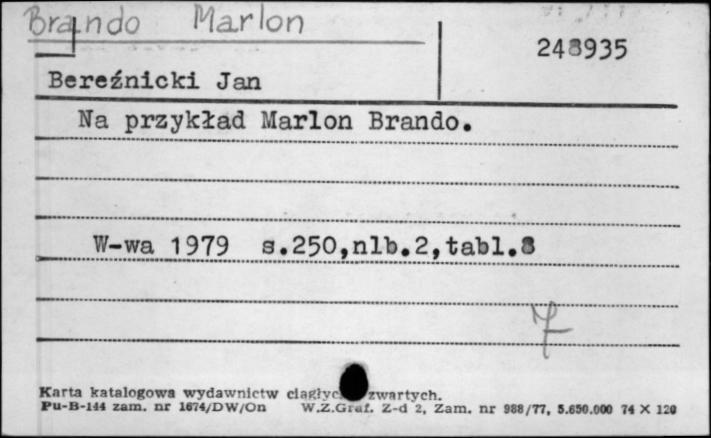 Brando Marlon
248935
Bereźnicki Jan
Na przykład Marlon Brando.
W-wa 1979 s.250,nlb.2,tabl.8
Karta katalogowa wydawnictw zwartych.
Pu-B-144 zam. nr 1674/DW/On W.Z.Graf. Z-d 2, Zam. nr 988/77, 5.650.000 74 X 120